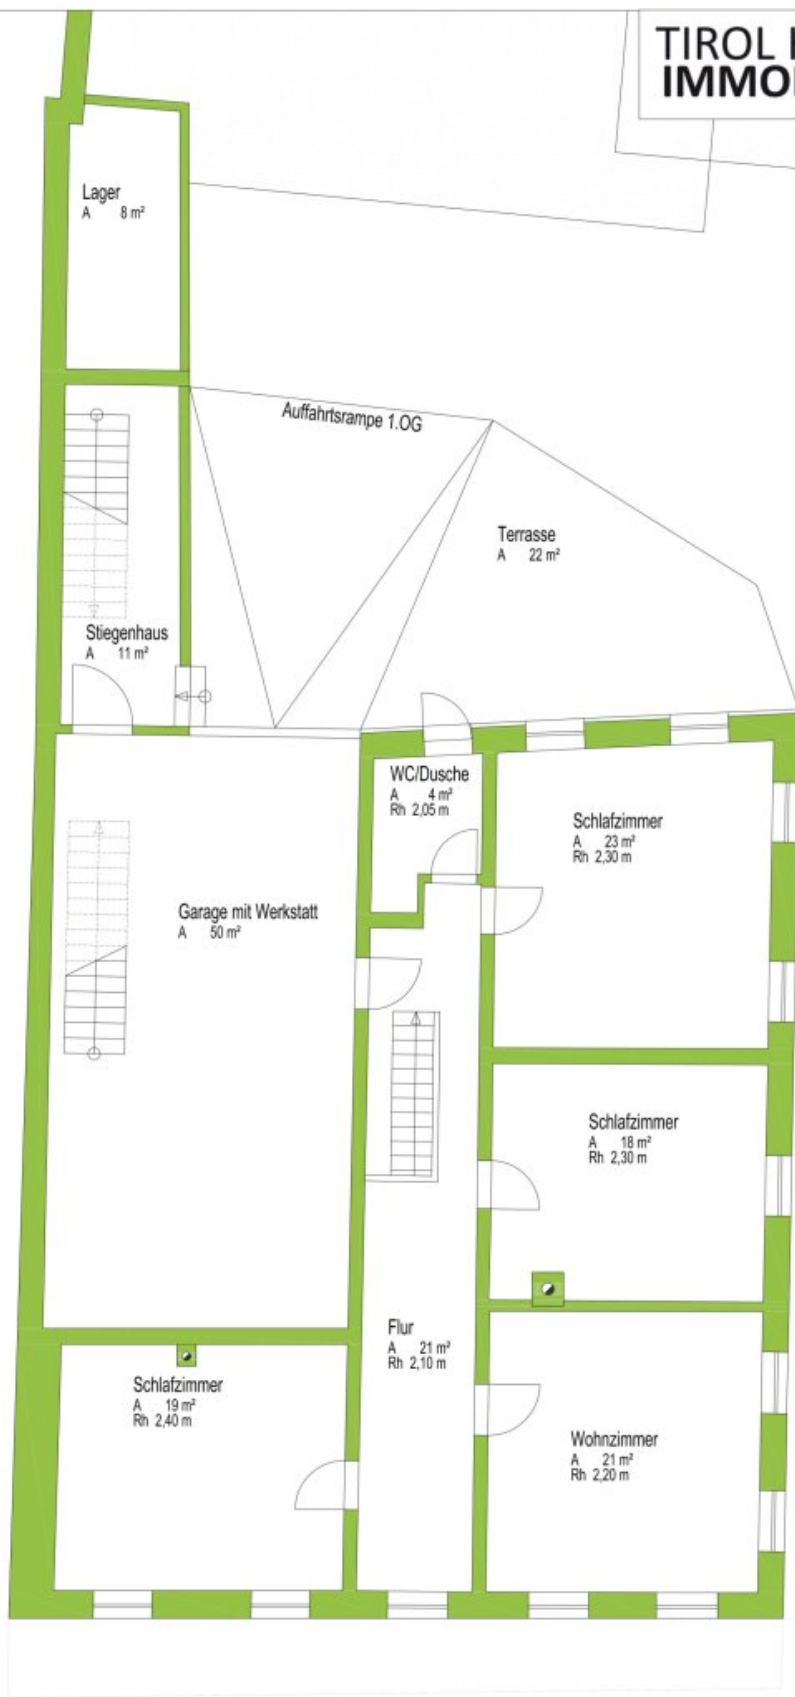 TIROL
Lager
A 8 m²
Auffahrtsrampe 1.OG
Terrasse
A 22 m²
Stiegenhaus
A 11 m²
WC/Dusche
A 4 m²
Rh 2,05 m
Schlafzimmer
A 23 m²
Rh 2,30 m
Garage mit Werkstatt
A 50 m²
Schlafzimmer
A 18 m²
Rh 2,30 m
Flur
A 21 m²
Rh 2,10 m
Schlafzimmer
A 19 m²
Rh 2,40 m
Wohnzimmer
A 21 m²
Rh 2,20 m